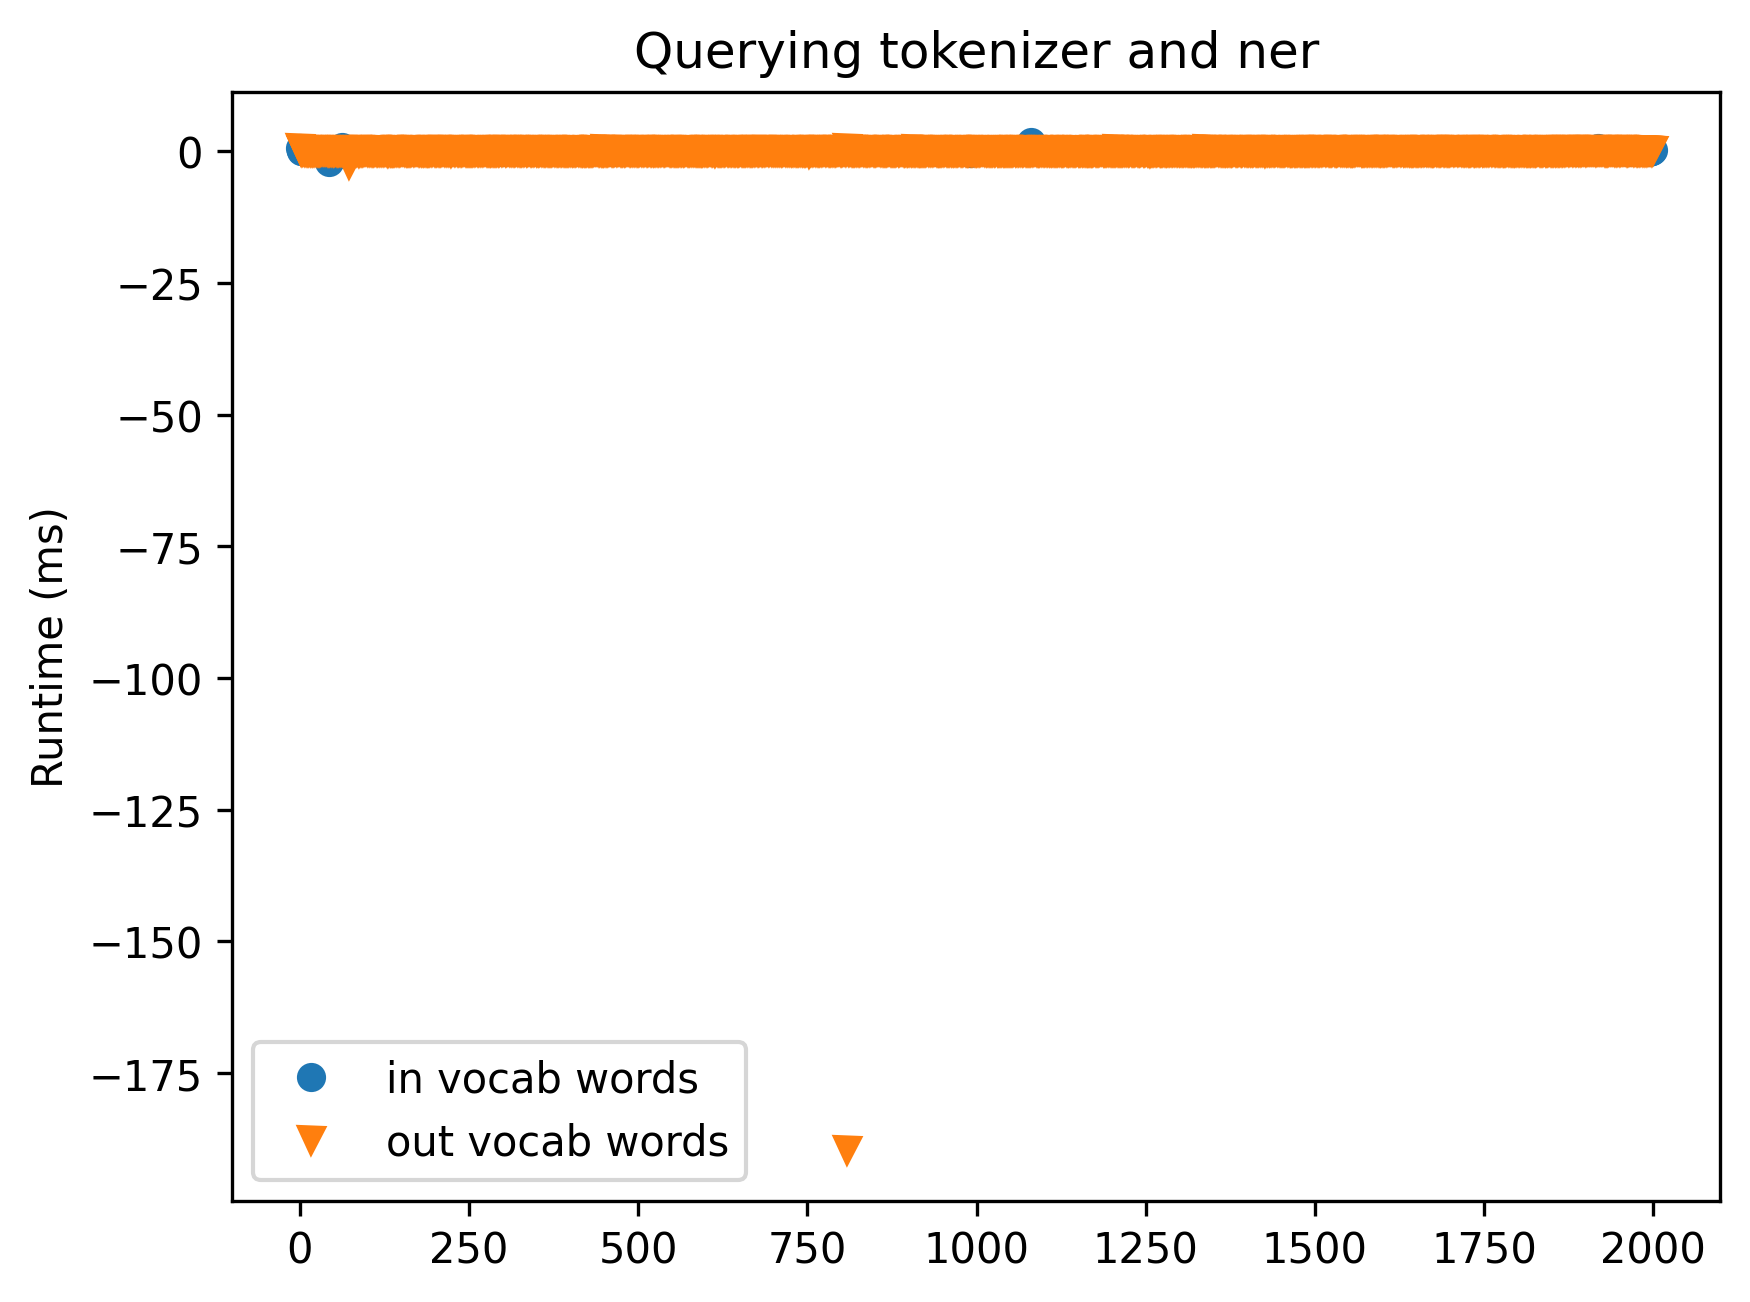 Querying tokenizer and ner
0
−25
−50
−75
−100
−125
−150
−175
Runtime (ms)
in vocab words
out vocab words
0 250 500 750 1000 1250 1500 1750 2000